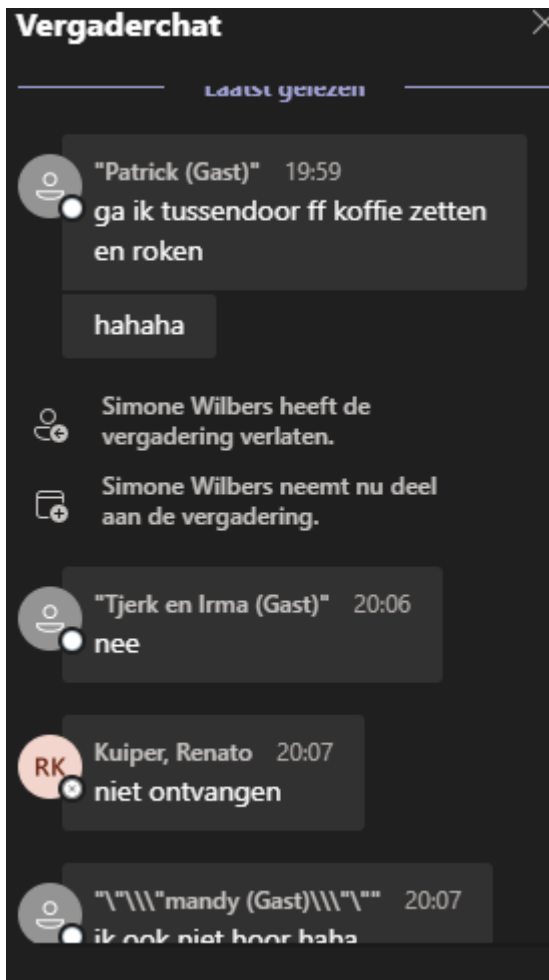 Vergaderchat
Laatst gelezen
"Patrick (Gast)" 19:59
ga ik tussendoor ff koffie zetten
en roken
hahaha
Simone Wilbers heeft de
vergadering verlaten.
Simone Wilbers neemt nu deel
aan de vergadering.
"Tjerk en Irma (Gast)" 20:06
nee
RK
Kuiper, Renato 20:07
niet ontvangen
"\"\\\"mandy (Gast)\\\"\"" 20:07
ik ook niet hoor haha